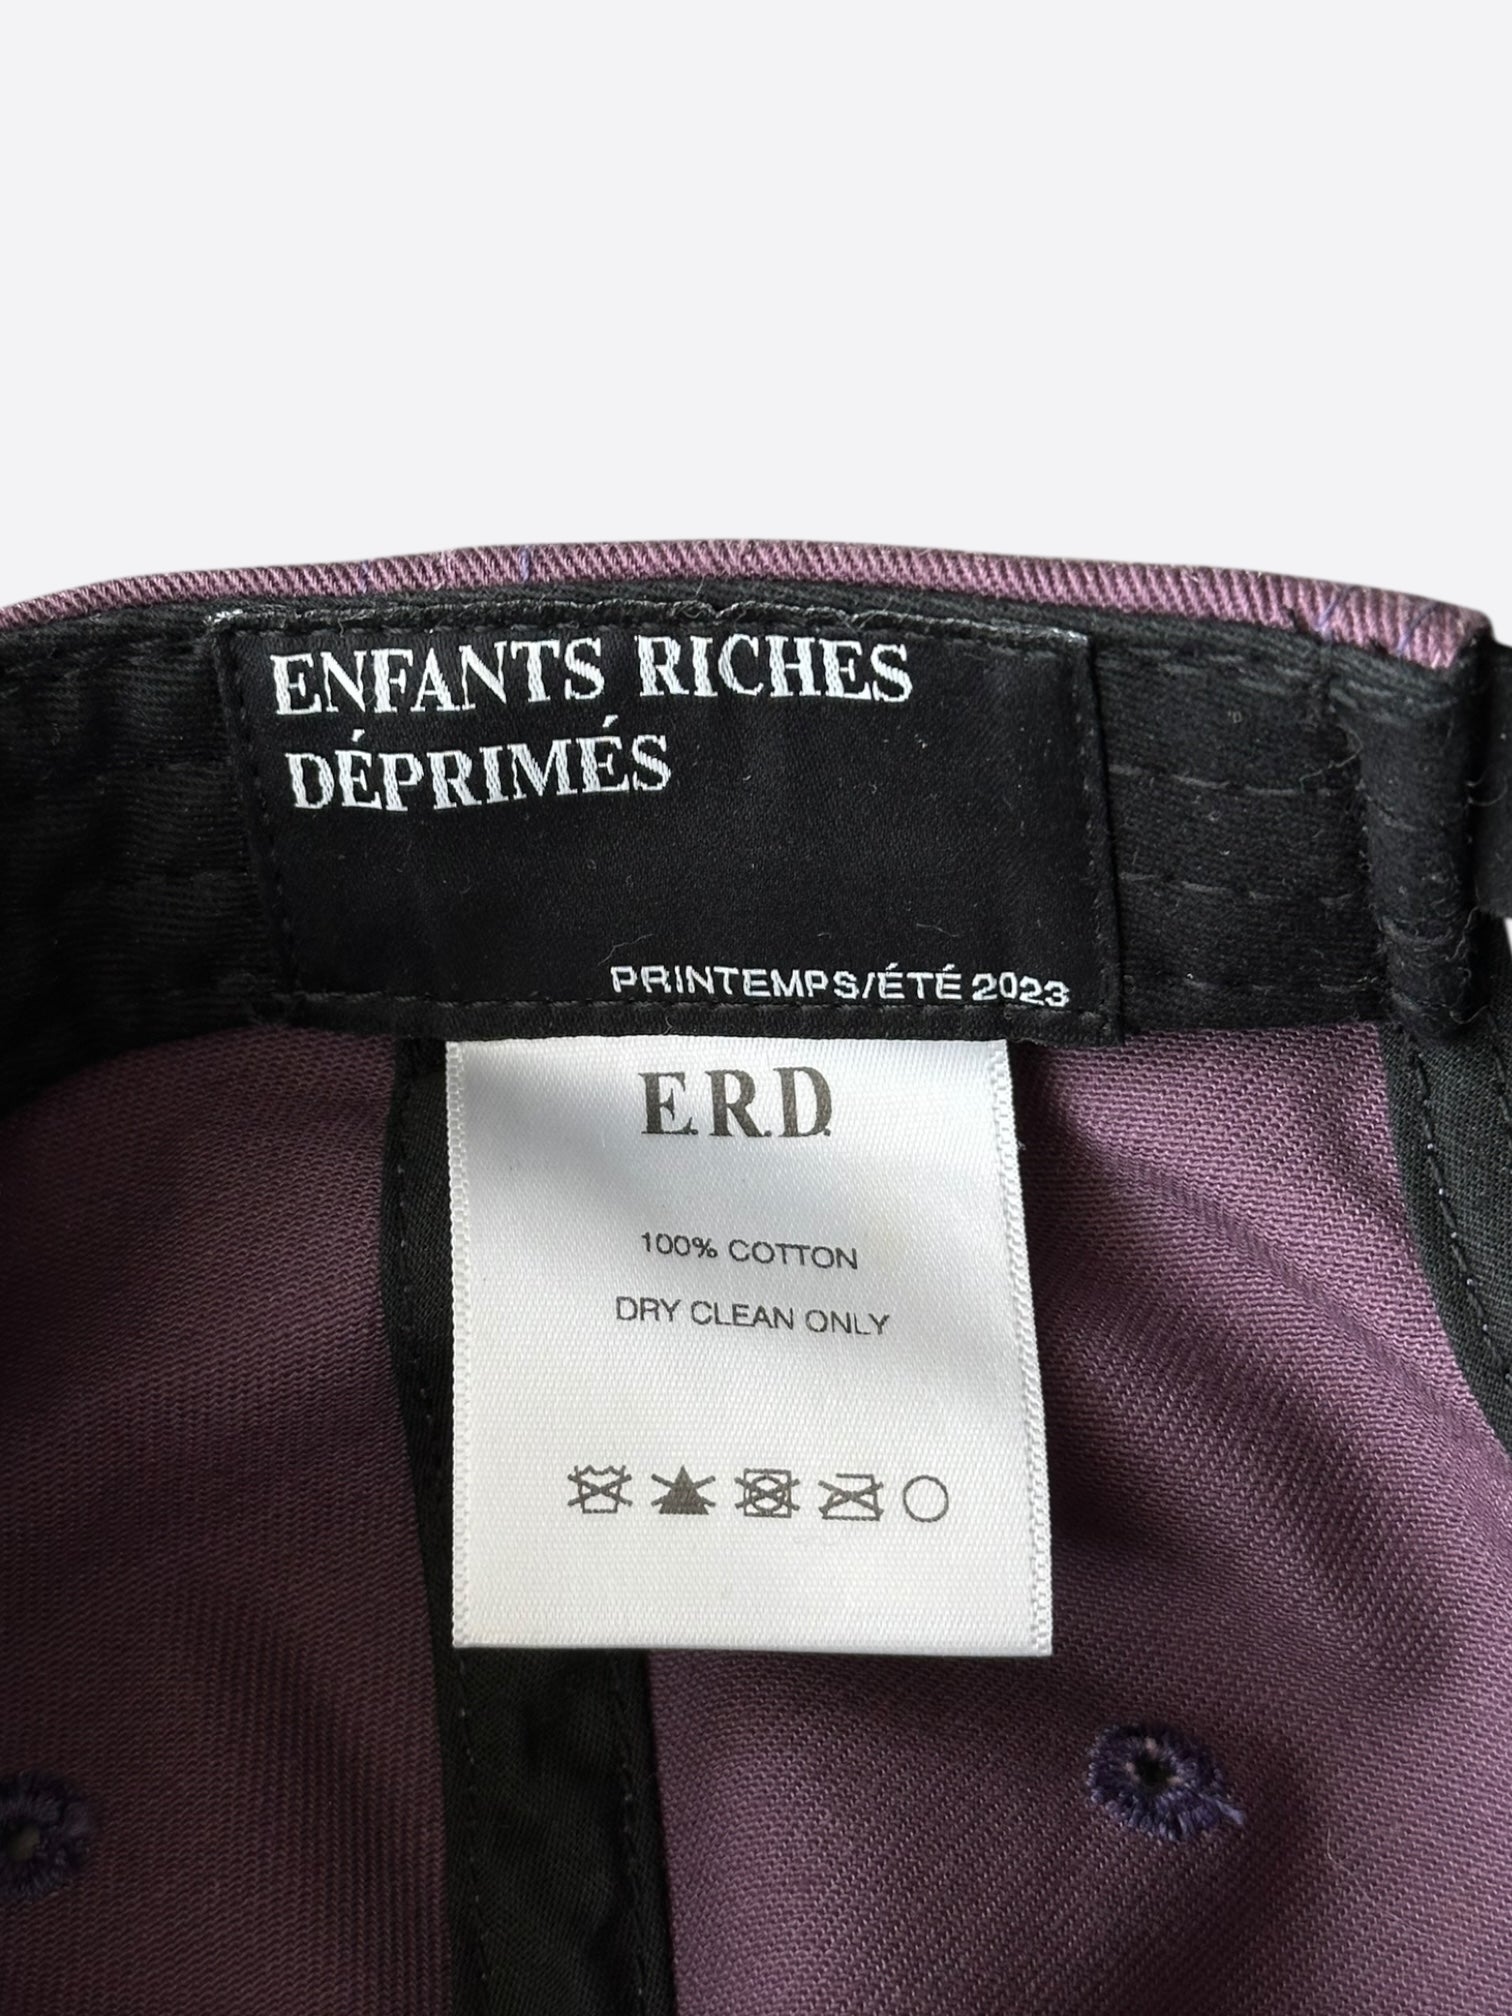 ENFANTS RICHES
DÉPRIMÉS
PRINTEMPS/ÉTÉ 2023
E.R.D.
100% COTTON
DRY CLEAN ONLY